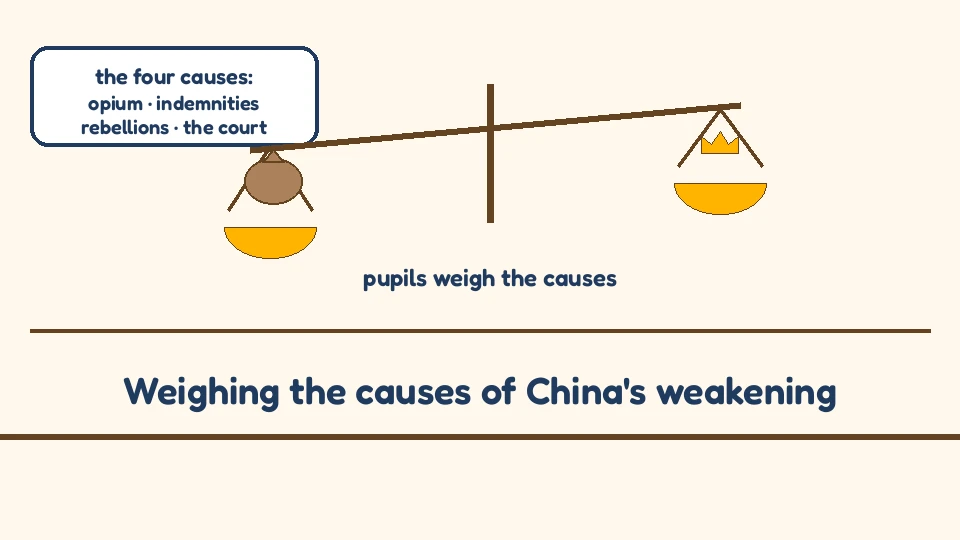 the four causes:
opium · indemnities
rebellions · the court
pupils weigh the causes
Weighing the causes of China's weakening